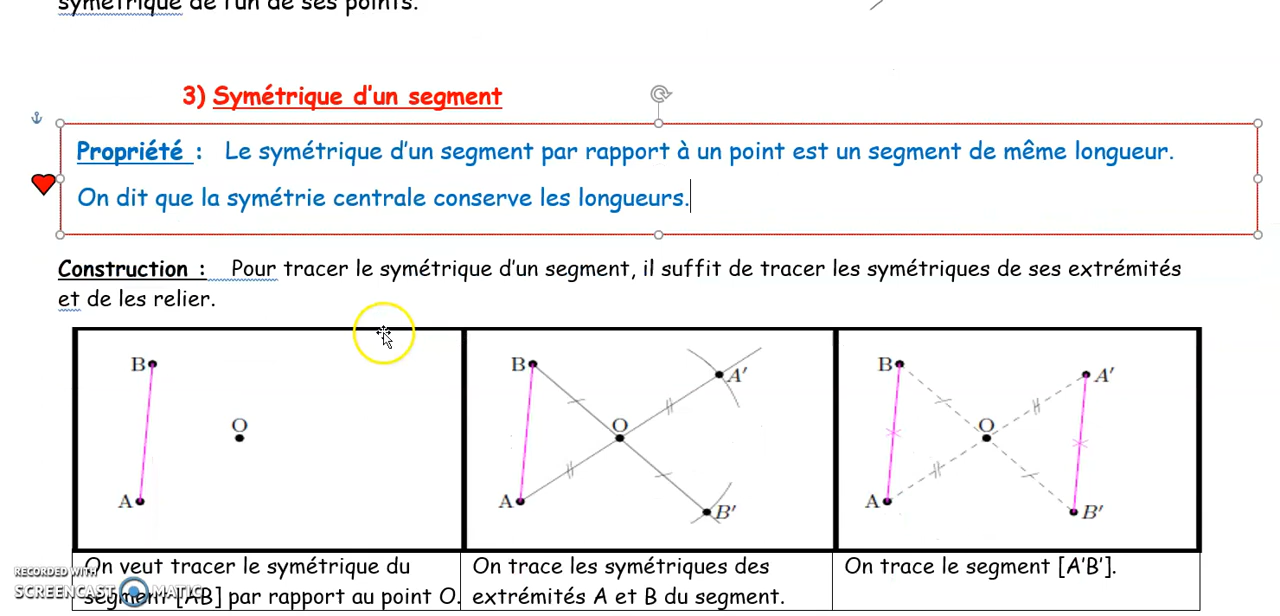 symétrique de l'un de ses points.
3) Symétrique d'un segment
Propriété : Le symétrique d'un segment par rapport à un point est un segment de même longueur.
On dit que la symétrie centrale conserve les longueurs.
Construction : Pour tracer le symétrique d'un segment, il suffit de tracer les symétriques de ses extrémités
et de les relier.
B
O
A
B
O
A'
A
B'
B
O
A'
A
B'
On veut tracer le symétrique du
segment [AB] par rapport au point O.
On trace les symétriques des
extrémités A et B du segment.
On trace le segment [A'B'].
RECORDED WITH
SCREENCAST MATIC